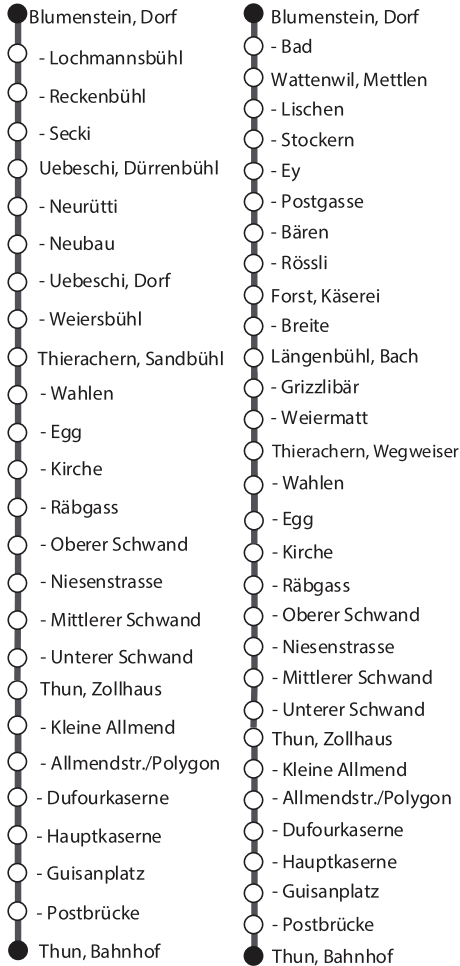 Blumenstein, Dorf
- Lochmannsbühl
- Reckenbühl
- Secki
Uebeschi, Dürrenbühl
- Neurütti
- Neubau
- Uebeschi, Dorf
- Weiersbühl
Thierachern, Sandbühl
- Wahlen
- Egg
- Kirche
- Räbgass
- Oberer Schwand
- Niesenstrasse
- Mittlerer Schwand
- Unterer Schwand
Thun, Zollhaus
- Kleine Allmend
- Allmendstr./Polygon
- Dufourkaserne
- Hauptkaserne
- Guisanplatz
- Postbrücke
Thun, Bahnhof
Blumenstein, Dorf
- Bad
Wattenwil, Mettlen
- Lischen
- Stockern
- Ey
- Postgasse
- Bären
- Rössli
Forst, Käserei
- Breite
Längenbühl, Bach
- Grizzlibär
- Weiermatt
Thierachern, Wegweiser
- Wahlen
- Egg
- Kirche
- Räbgass
- Oberer Schwand
- Niesenstrasse
- Mittlerer Schwand
- Unterer Schwand
Thun, Zollhaus
- Kleine Allmend
- Allmendstr./Polygon
- Dufourkaserne
- Hauptkaserne
- Guisanplatz
- Postbrücke
Thun, Bahnhof